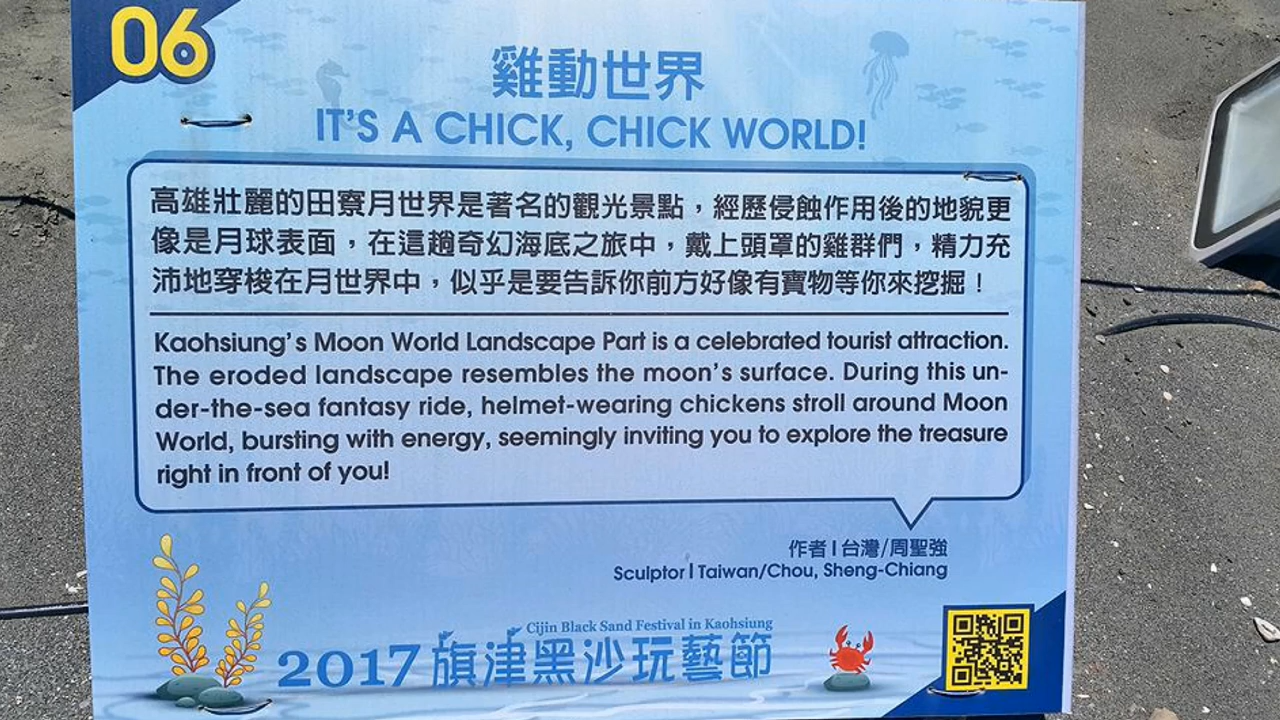 06
雞動世界
IT'S A CHICK, CHICK WORLD!
高雄壯麗的田寮月世界是著名的觀光景點，經歷侵蝕作用後的地貌更
像是月球表面，在這趟奇幻海底之旅中，戴上頭罩的雞群們，精力充
沛地穿梭在月世界中，似乎是要告訴你前方好像有寶物等你來挖掘！
Kaohsiung's Moon World Landscape Part is a celebrated tourist attraction.
The eroded landscape resembles the moon's surface. During this un-
der-the-sea fantasy ride, helmet-wearing chickens stroll around Moon
World, bursting with energy, seemingly inviting you to explore the treasure
right in front of you!
作者|台灣/周聖強
Sculptor|Taiwan/Chou, Sheng-Chiang
Cijin Black Sand Festival in Kaohsiung
2017 旗津黑沙玩藝節